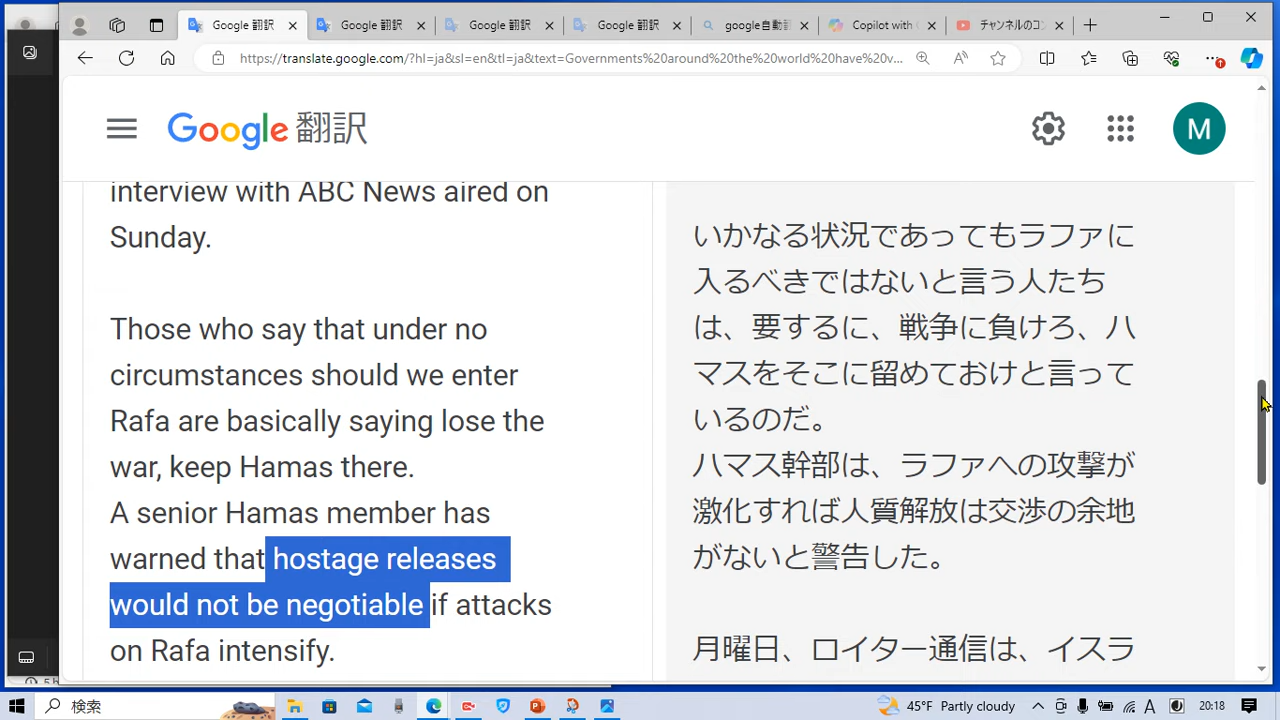 Google 翻訳
Google 翻訳
Google 翻訳
Google 翻訳
google自動
Copilot with
チャンネルのコン
https://translate.google.com/?hl=ja&sl=en&tl=ja&text=Governments%20around%20the%20world%20have%20v...
Google 翻訳
M
interview with ABC News aired on
Sunday.
Those who say that under no
circumstances should we enter
Rafa are basically saying lose the
war, keep Hamas there.
A senior Hamas member has
warned that hostage releases
would not be negotiable if attacks
on Rafa intensify.
いかなる状況であってもラファに
入るべきではないと言う人たち
は、要するに、戦争に負けろ、ハ
マスをそこに留めておけと言って
いるのだ。
ハマス幹部は、ラファへの攻撃が
激化すれば人質解放は交渉の余地
がないと警告した。
月曜日、ロイター通信は、イスラ
検索
45°F Partly cloudy
A
20:18